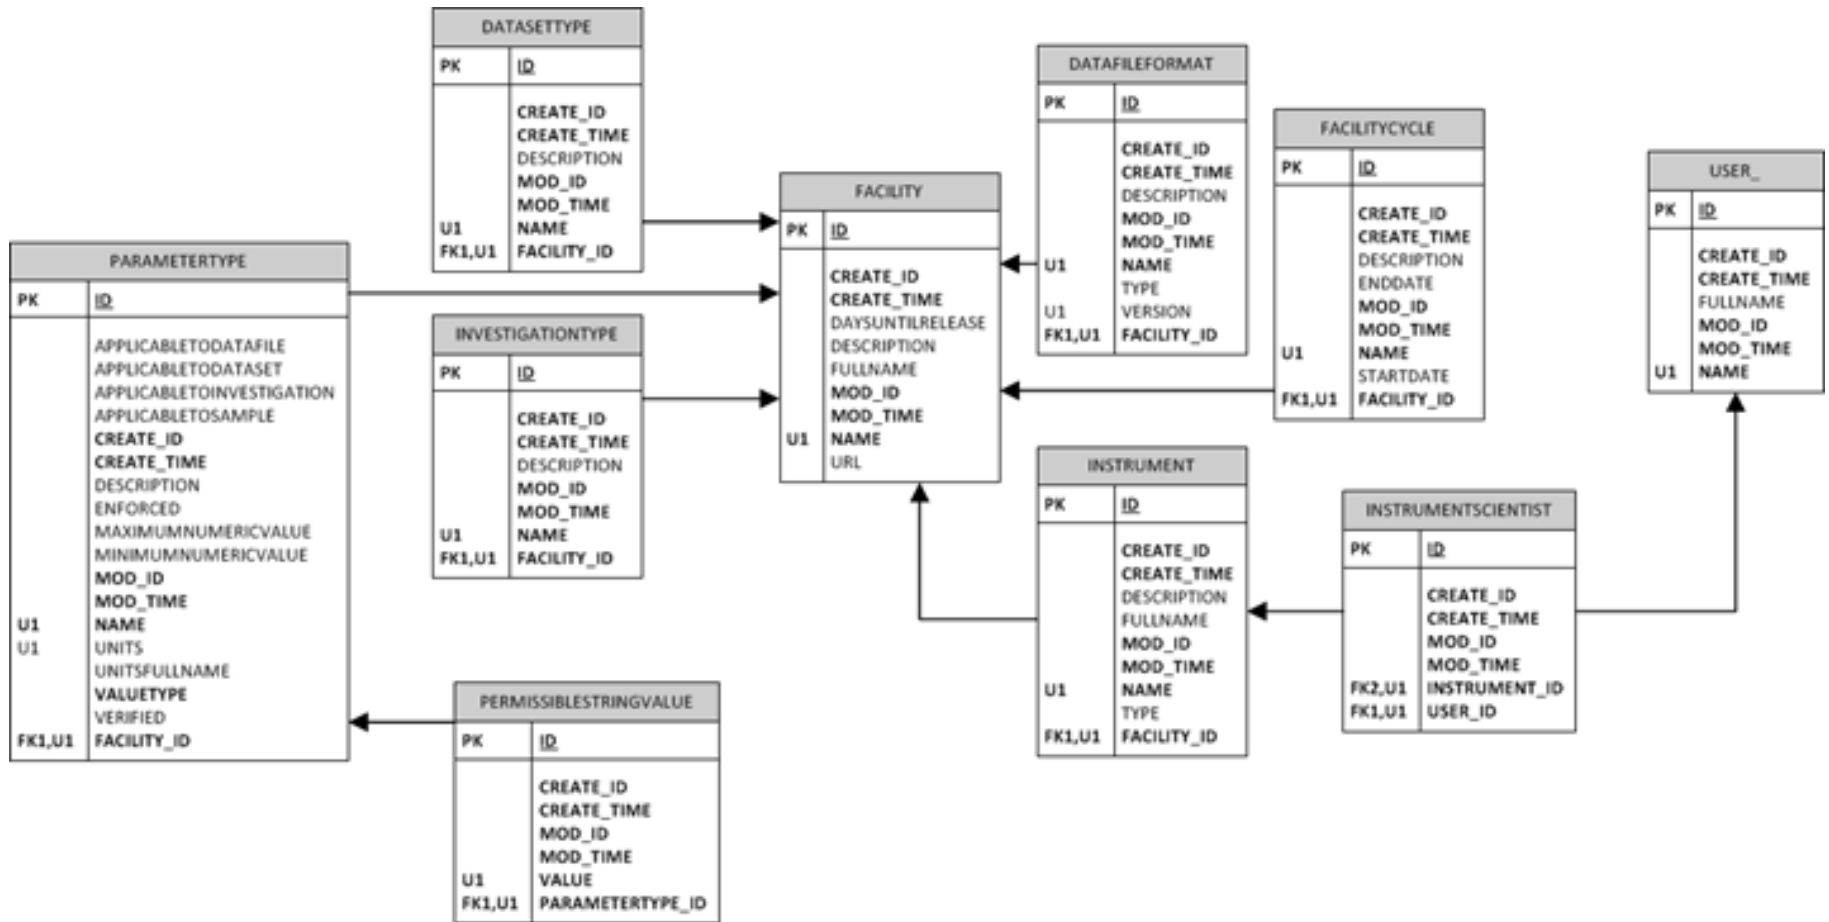 DATASETTYPE
PK ID
CREATE_ID
CREATE_TIME
DESCRIPTION
MOD_ID
MOD_TIME
U1 NAME
FK1,U1 FACILITY_ID
PARAMETERTYPE
PK ID
APPLICABLETODATAFILE
APPLICABLETODATASET
APPLICABLETOINVESTIGATION
APPLICABLETOSAMPLE
CREATE_ID
CREATE_TIME
DESCRIPTION
ENFORCED
MAXIMUMNUMERICVALUE
MINIMUMNUMERICVALUE
MOD_ID
MOD_TIME
U1 NAME
U1 UNITS
UNITSFULLNAME
VALUETYPE
VERIFIED
FK1,U1 FACILITY_ID
INVESTIGATIONTYPE
PK ID
CREATE_ID
CREATE_TIME
DESCRIPTION
MOD_ID
MOD_TIME
U1 NAME
FK1,U1 FACILITY_ID
PERMISSIBLESTRINGVALUE
PK ID
CREATE_ID
CREATE_TIME
MOD_ID
MOD_TIME
U1 VALUE
FK1,U1 PARAMETERTYPE_ID
FACILITY
PK ID
CREATE_ID
CREATE_TIME
DAYSUNTILRELEASE
DESCRIPTION
FULLNAME
MOD_ID
MOD_TIME
U1 NAME
URL
DATAFILEFORMAT
PK ID
CREATE_ID
CREATE_TIME
DESCRIPTION
MOD_ID
MOD_TIME
U1 NAME
TYPE
U1 VERSION
FK1,U1 FACILITY_ID
FACILITYCYCLE
PK ID
CREATE_ID
CREATE_TIME
DESCRIPTION
ENDDATE
MOD_ID
MOD_TIME
U1 NAME
STARTDATE
FK1,U1 FACILITY_ID
USER_
PK ID
CREATE_ID
CREATE_TIME
FULLNAME
MOD_ID
MOD_TIME
U1 NAME
INSTRUMENT
PK ID
CREATE_ID
CREATE_TIME
DESCRIPTION
FULLNAME
MOD_ID
MOD_TIME
U1 NAME
TYPE
FK1,U1 FACILITY_ID
INSTRUMENTSCIENTIST
PK ID
CREATE_ID
CREATE_TIME
MOD_ID
MOD_TIME
FK2,U1 INSTRUMENT_ID
FK1,U1 USER_ID